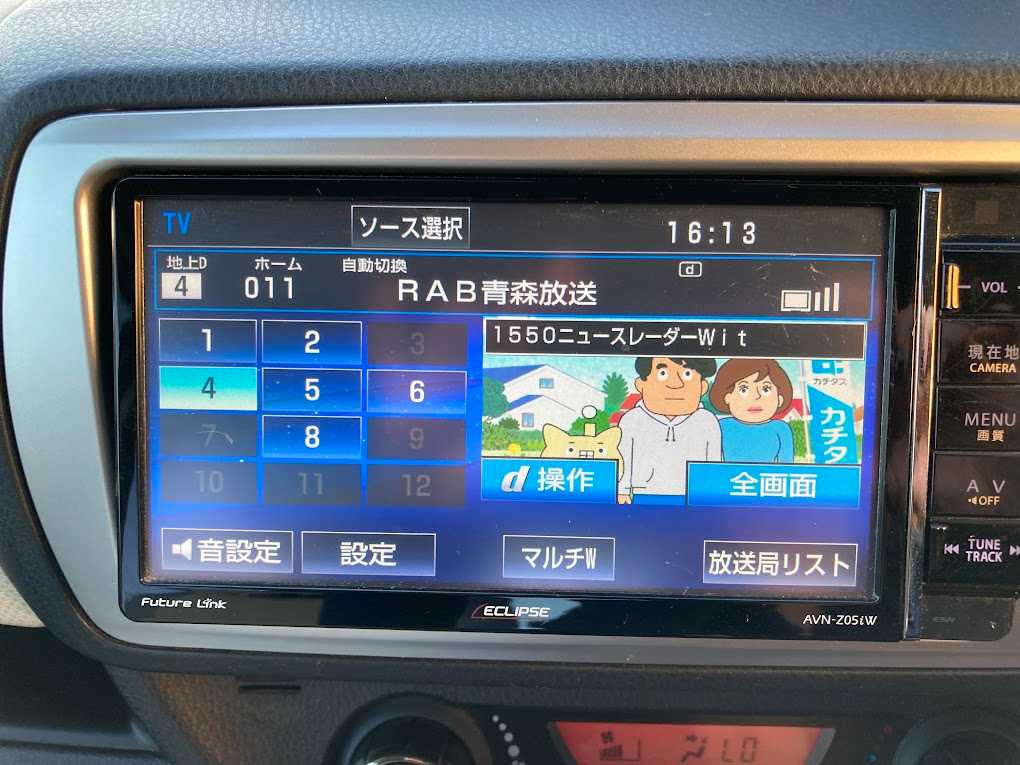 TV ソース選択 16:13
地上D ホーム 自動切換 d
4 011 RAB青森放送
1 2 3
1550ニュースレーダーWit
4 5 6
7 8 9
10 11 12
カチタス
カチタ
d 操作 全画面
音設定 設定 マルチW 放送局リスト
Future Link ECLIPSE AVN-Z05iW
VOL
現在地
CAMERA
MENU
画質
AV
OFF
TUNE
TRACK
LO